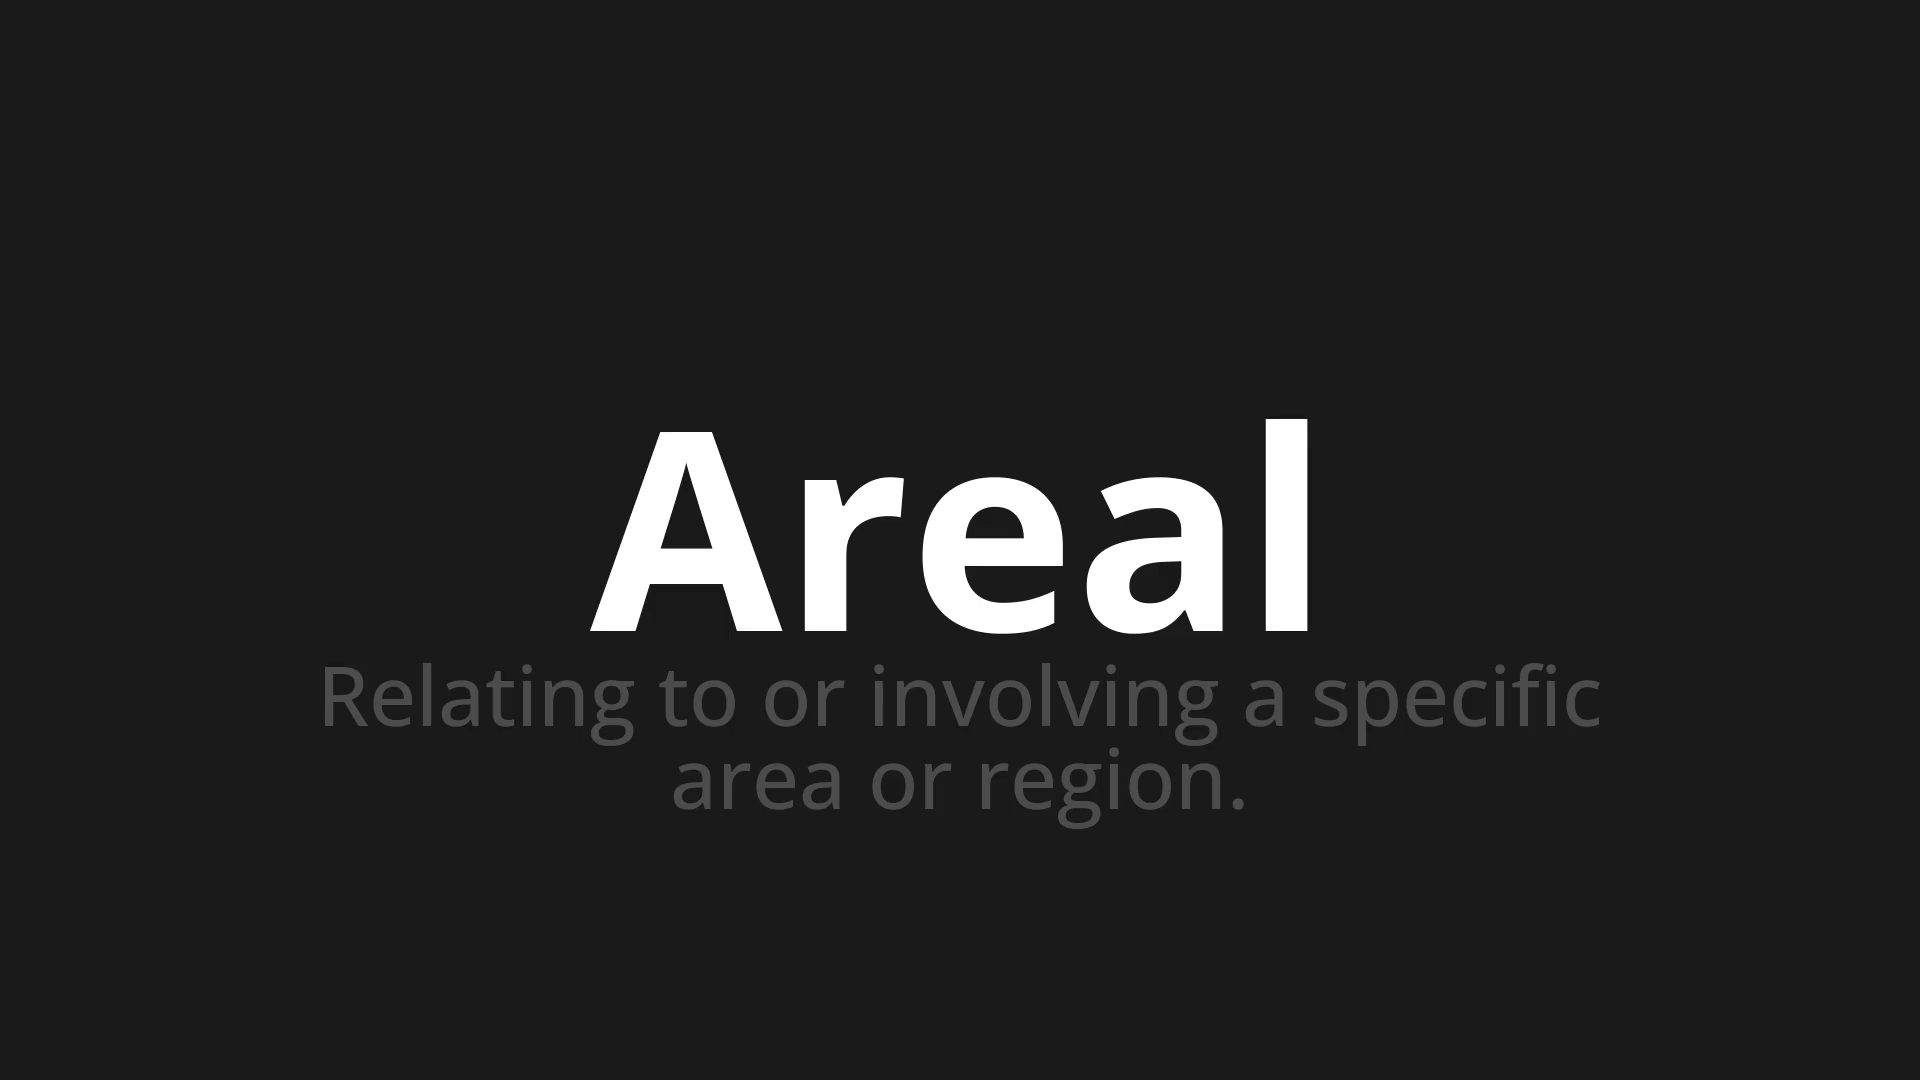 Areal
Relating to or involving a specific
area or region.